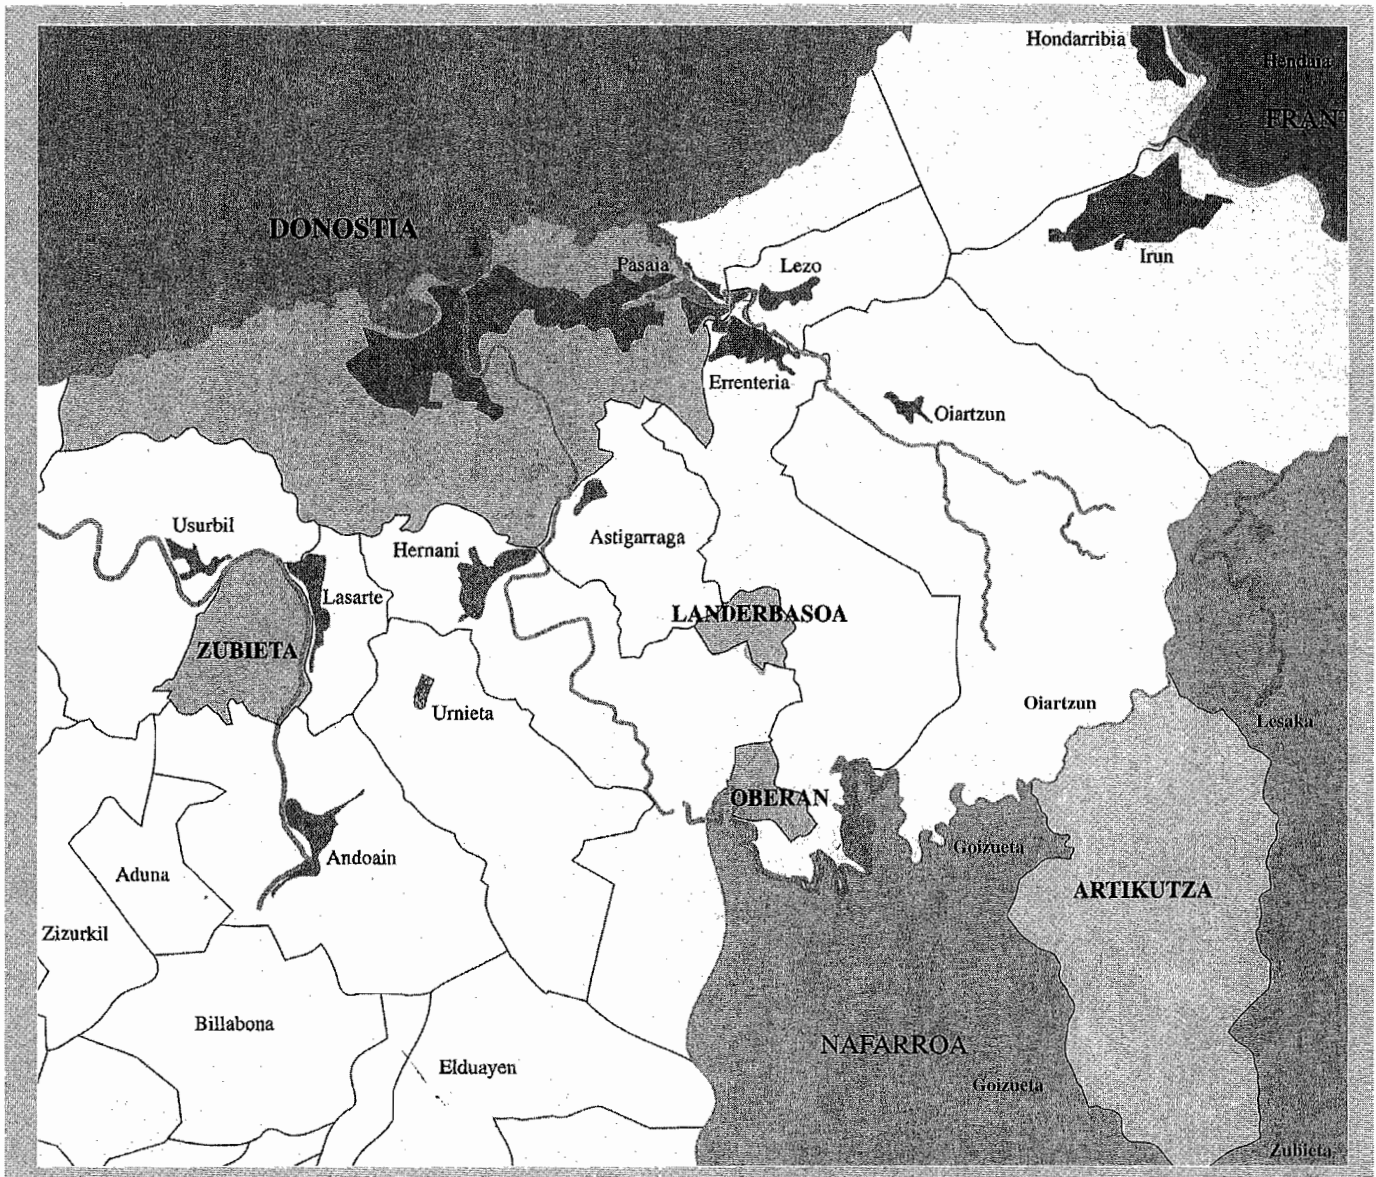 Hondarribia
Hendaia
FRANT
DONOSTIA
Pasaia
Lezo
Irun
Errenteria
Oiartzun
Usurbil
Hernani
Astigarraga
Lasarte
LANDERBASOA
ZUBIETA
Urnieta
Oiartzun
Lesaka
OBERAN
Andoain
Goizueta
Aduna
ARTIKUTZA
Zizurkil
Billabona
NAFARROA
Elduayen
Goizueta
Zubieta